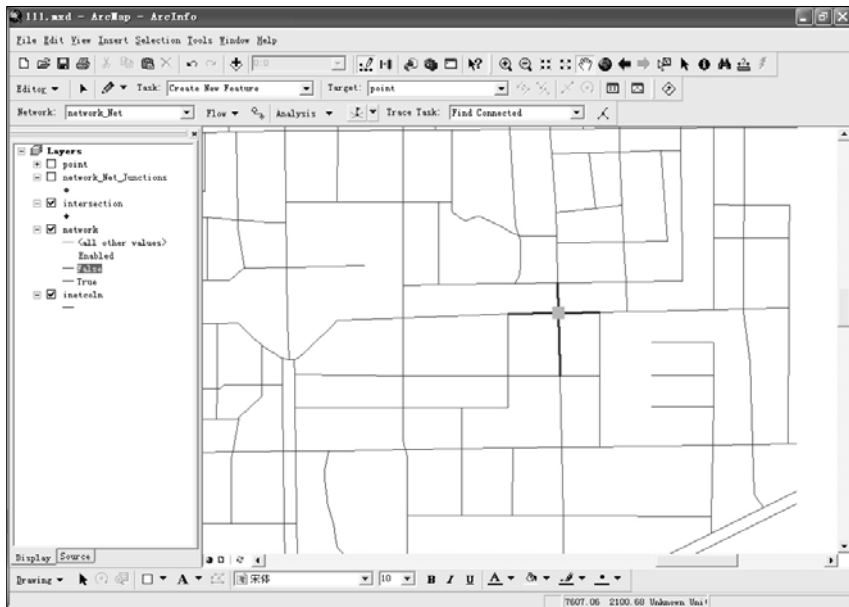 111.mxd - ArcMap - ArcInfo
File Edit View Insert Selection Tools Window Help
0:0
Editor Task: Create New Feature Target: point
Network: network_Net Flow Analysis Trace Task: Find Connected
Layers
point
network_Net_Junctions
intersection
network
<all other values>
Enabled
False
True
Display Source
Drawing A 宋体 10 B I U A
7607.06 2100.68 Unknown Uni